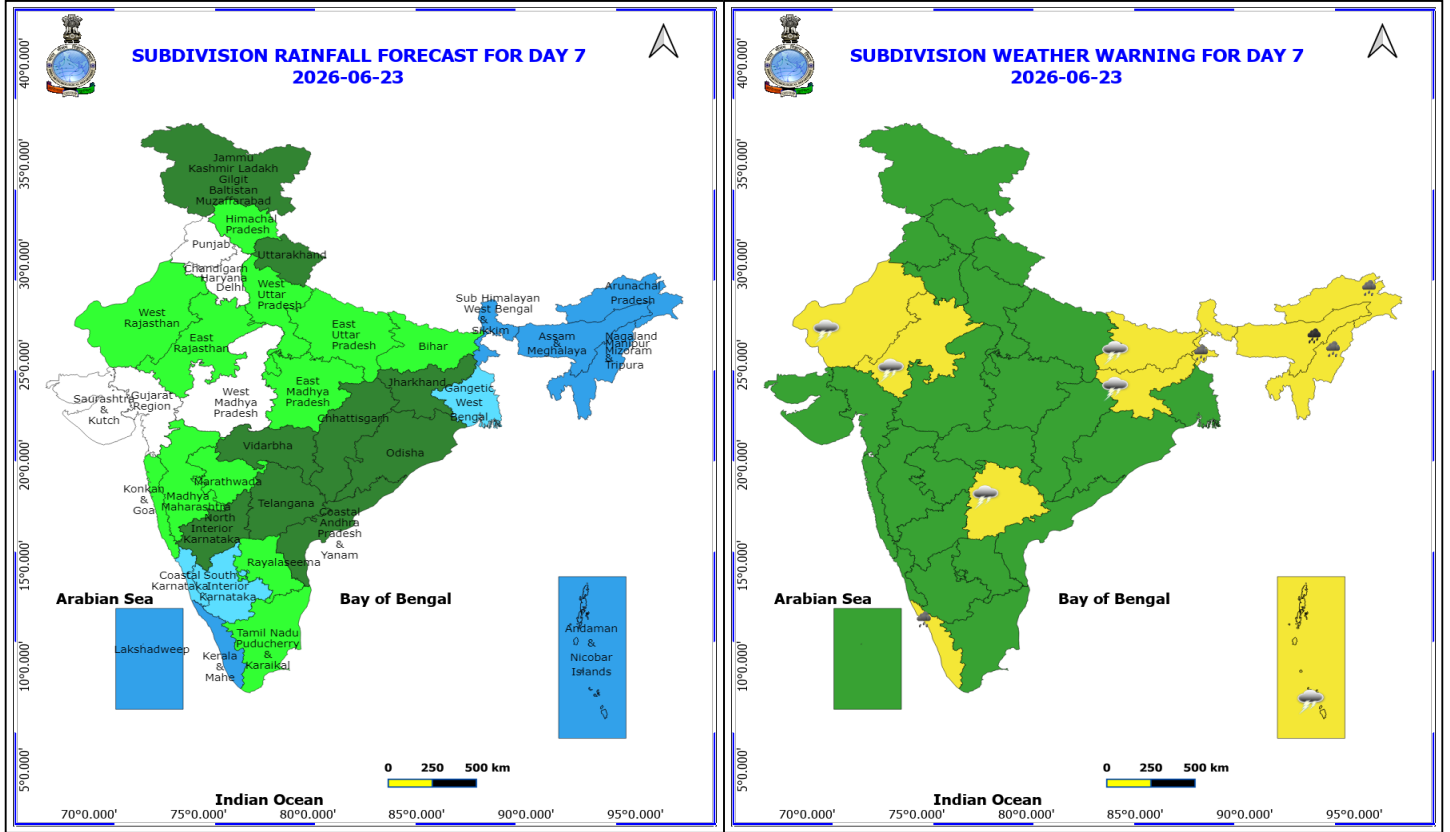 SUBDIVISION RAINFALL FORECAST FOR DAY 7
2026-06-23
40°0.000'
35°0.000'
30°0.000'
25°0.000'
20°0.000'
15°0.000'
10°0.000'
5°0.000'
Jammu
Kashmir Ladakh
Gilgit
Baltistan
Muzaffarabad
Himachal
Pradesh
Punjab
Uttarakhand
Chandigarh
Haryana
Delhi
West
Uttar
Pradesh
West
Rajasthan
East
Rajasthan
East
Uttar
Pradesh
Bihar
Sub Himalayan
West Bengal
&
Sikkim
Arunachal
Pradesh
Assam
&
Meghalaya
Nagaland
Manipur
Mizoram
&
Tripura
Saurashtra
&
Kutch
Gujarat
Region
West
Madhya
Pradesh
East
Madhya
Pradesh
Jharkhand
Gangetic
West
Bengal
Chhattisgarh
Vidarbha
Odisha
Konkan
&
Goa
Madhya
Maharashtra
Marathwada
Telangana
North
Interior
Karnataka
Coastal
Andhra
Pradesh
&
Yanam
Rayalaseema
Coastal
Karnataka
South
Interior
Karnataka
Arabian Sea
Bay of Bengal
Lakshadweep
Kerala
&
Mahe
Tamil Nadu
Puducherry
&
Karaikal
Andaman
&
Nicobar
Islands
0 250 500 km
Indian Ocean
70°0.000' 75°0.000' 80°0.000' 85°0.000' 90°0.000' 95°0.000'
SUBDIVISION WEATHER WARNING FOR DAY 7
2026-06-23
40°0.000'
35°0.000'
30°0.000'
25°0.000'
20°0.000'
15°0.000'
10°0.000'
5°0.000'
Arabian Sea
Bay of Bengal
0 250 500 km
Indian Ocean
70°0.000' 75°0.000' 80°0.000' 85°0.000' 90°0.000' 95°0.000'